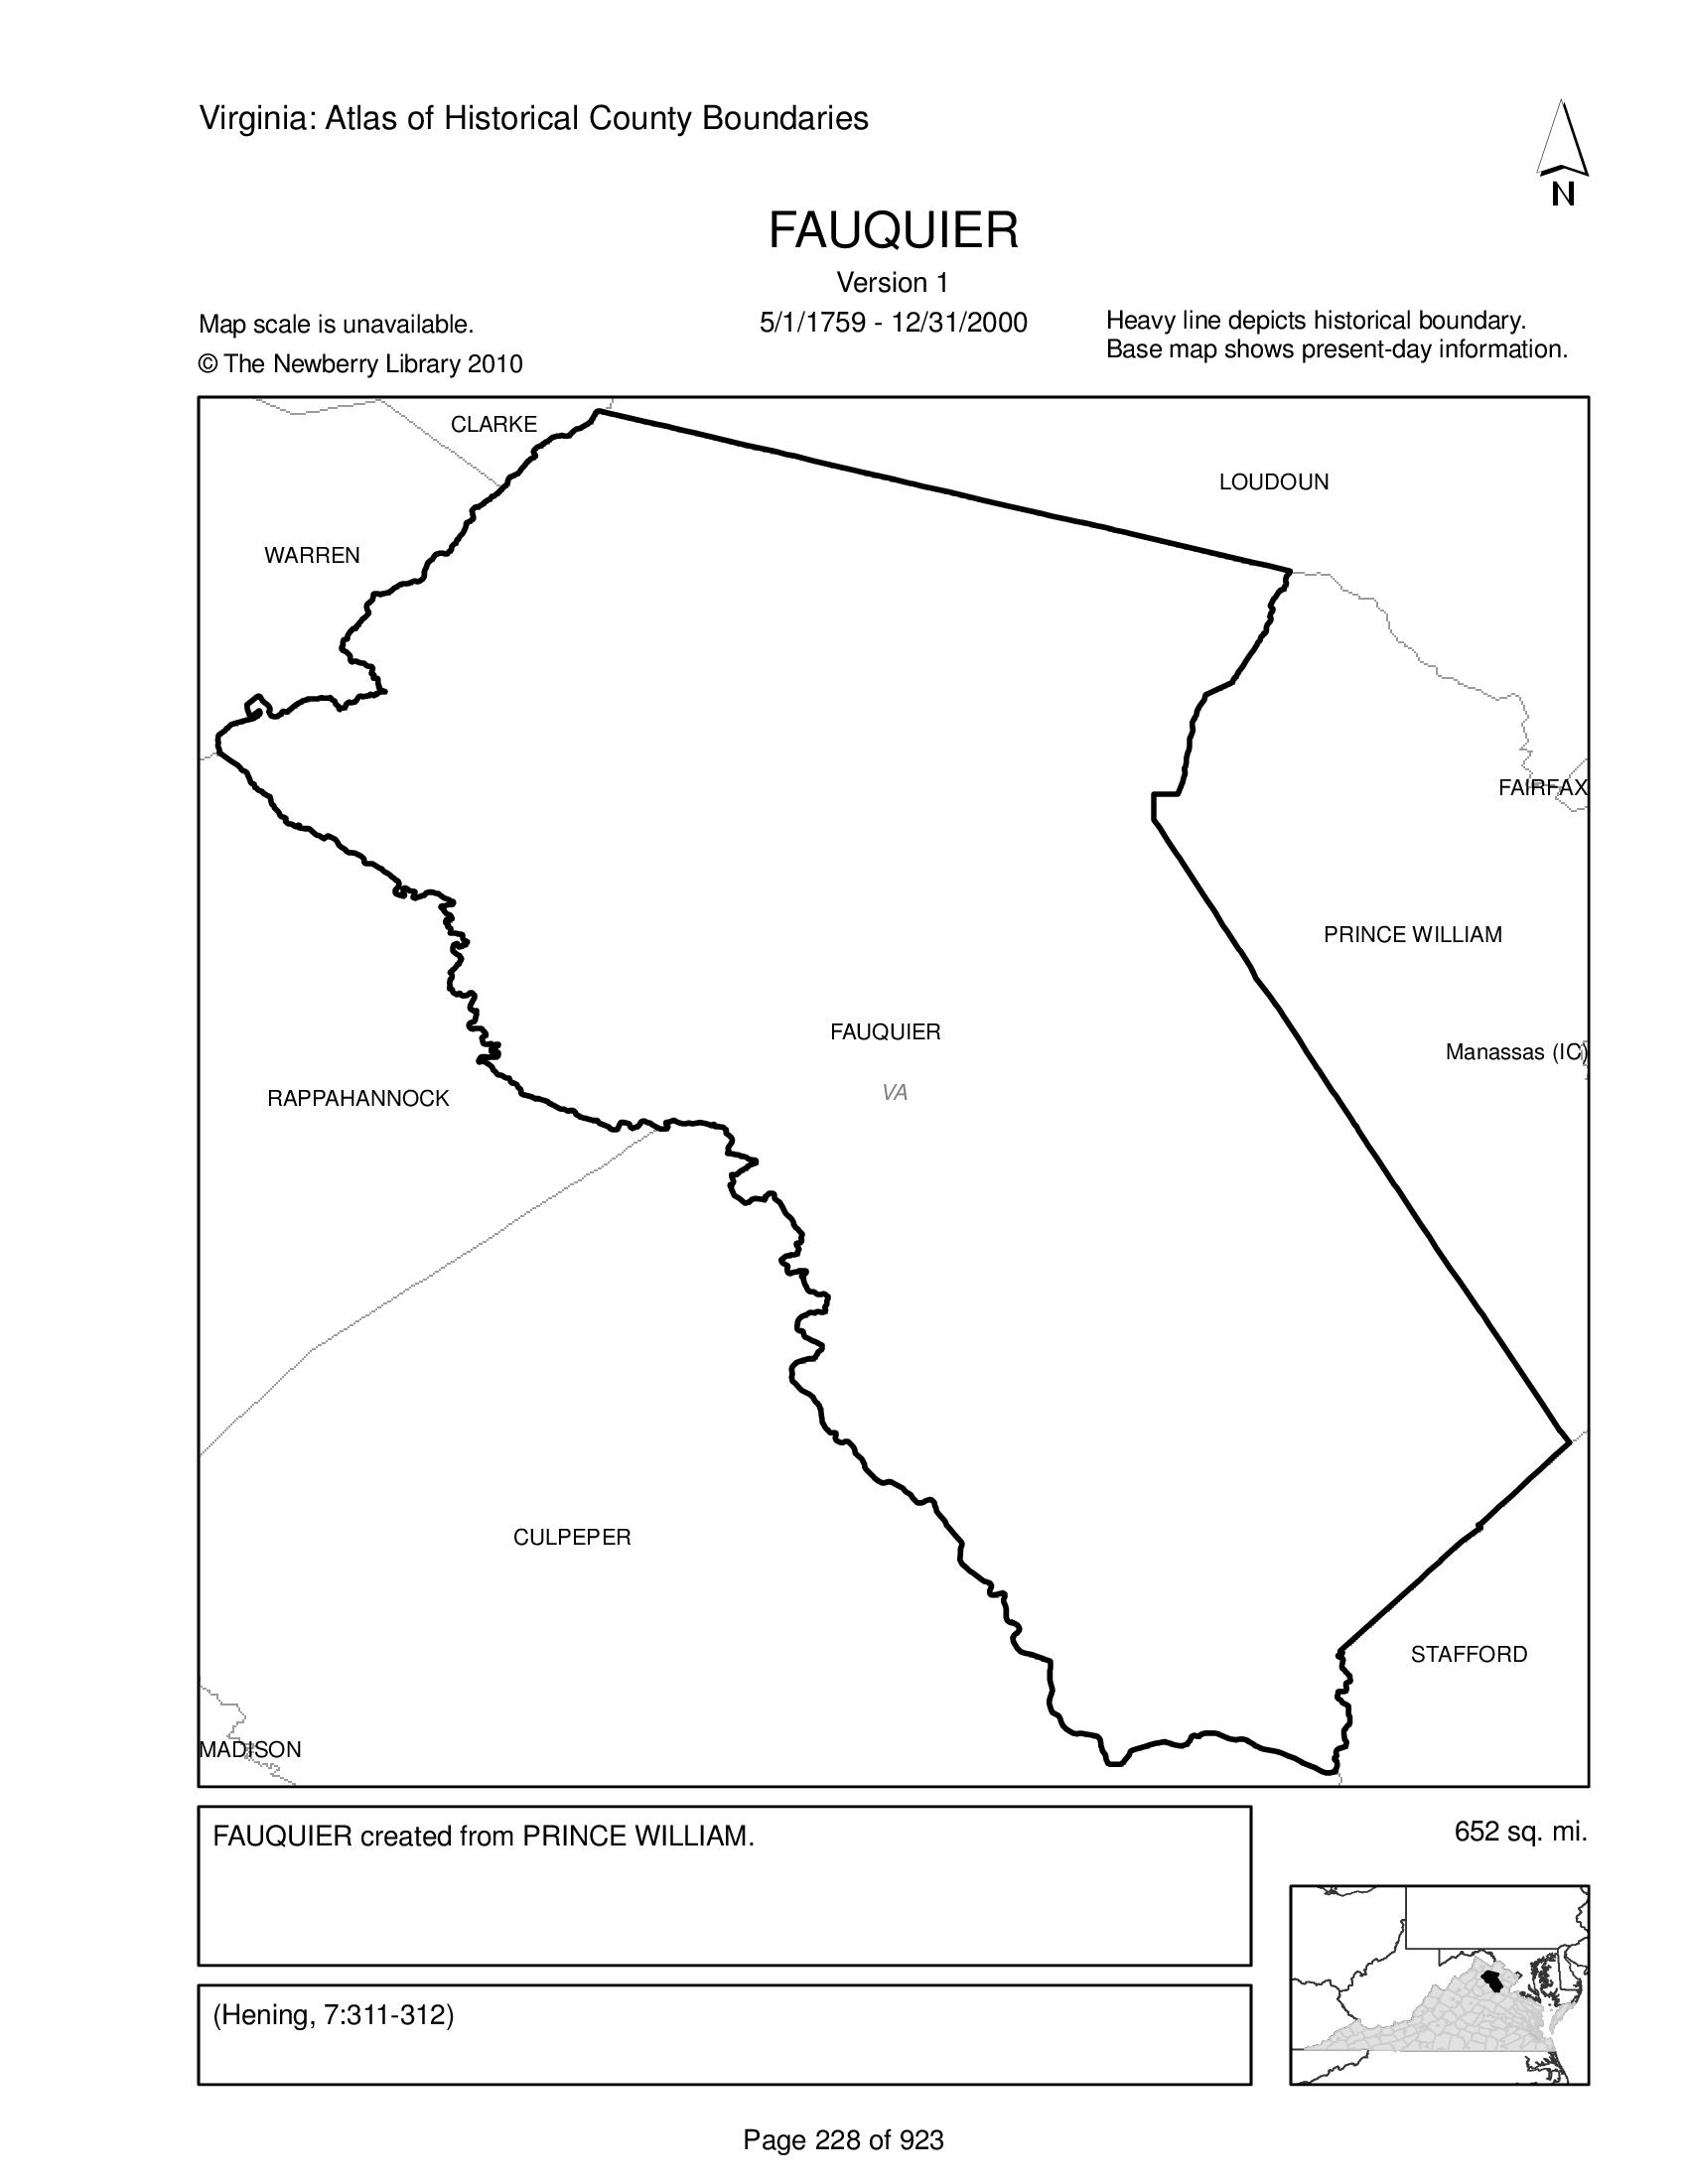 Virginia: Atlas of Historical County Boundaries
N
FAUQUIER
Version 1
5/1/1759 - 12/31/2000
Map scale is unavailable.
© The Newberry Library 2010
Heavy line depicts historical boundary.
Base map shows present-day information.
CLARKE
LOUDOUN
WARREN
FAIRFAX
PRINCE WILLIAM
FAUQUIER
Manassas (IC)
VA
RAPPAHANNOCK
CULPEPER
STAFFORD
MADISON
FAUQUIER created from PRINCE WILLIAM.
652 sq. mi.
(Hening, 7:311-312)
Page 228 of 923